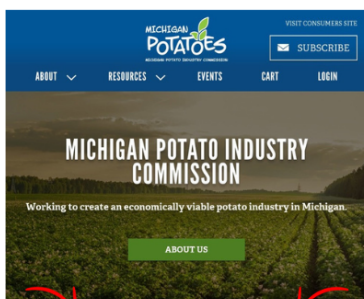 MICHIGAN
POTATOES
MICHIGAN POTATO INDUSTRY COMMISSION
VISIT CONSUMERS SITE
SUBSCRIBE
ABOUT
RESOURCES
EVENTS
CART
LOGIN
MICHIGAN POTATO INDUSTRY
COMMISSION
Working to create an economically viable potato industry in Michigan.
ABOUT US